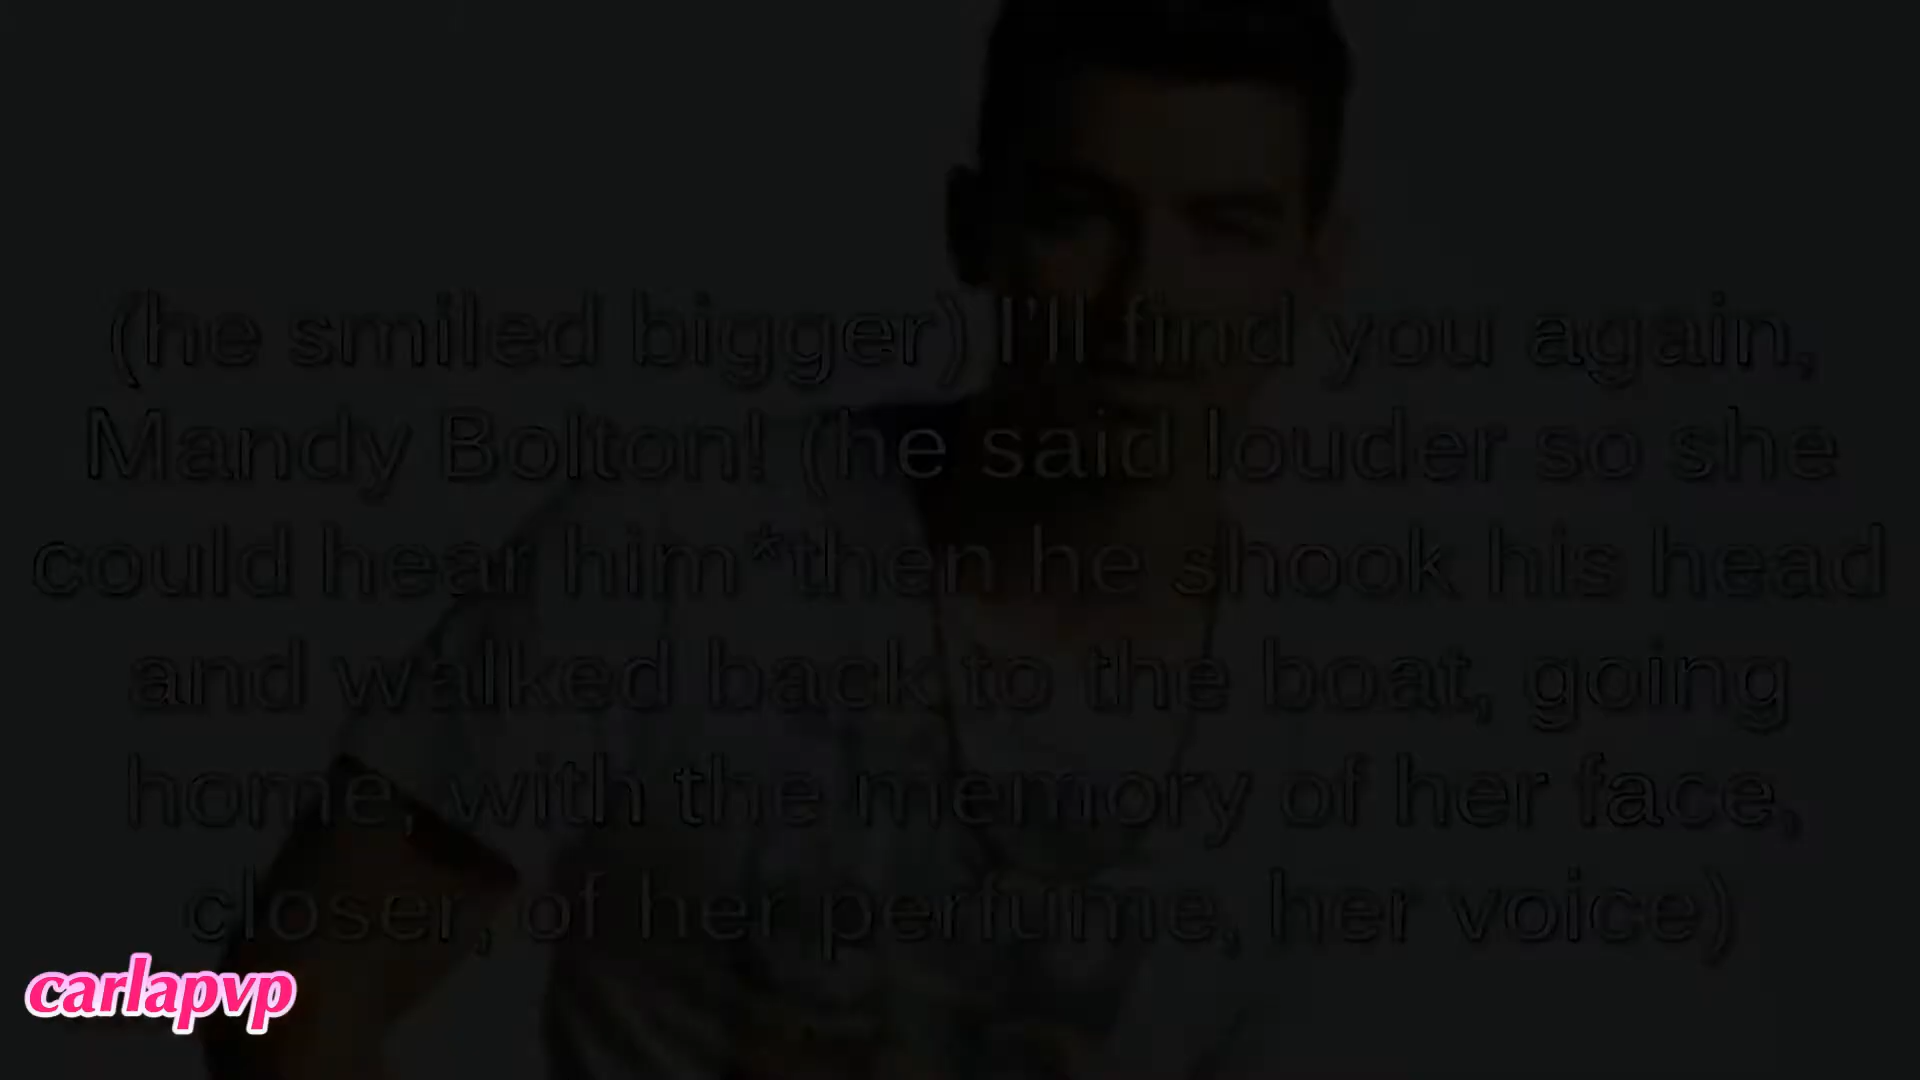 (he smiled bigger) I'll find you again,
Mandy Bolton! (he said louder so she
could hear him*then he shook his head
and walked back to the boat, going
home, with the memory of her face,
closer, of her perfume, her voice)
carlapvp